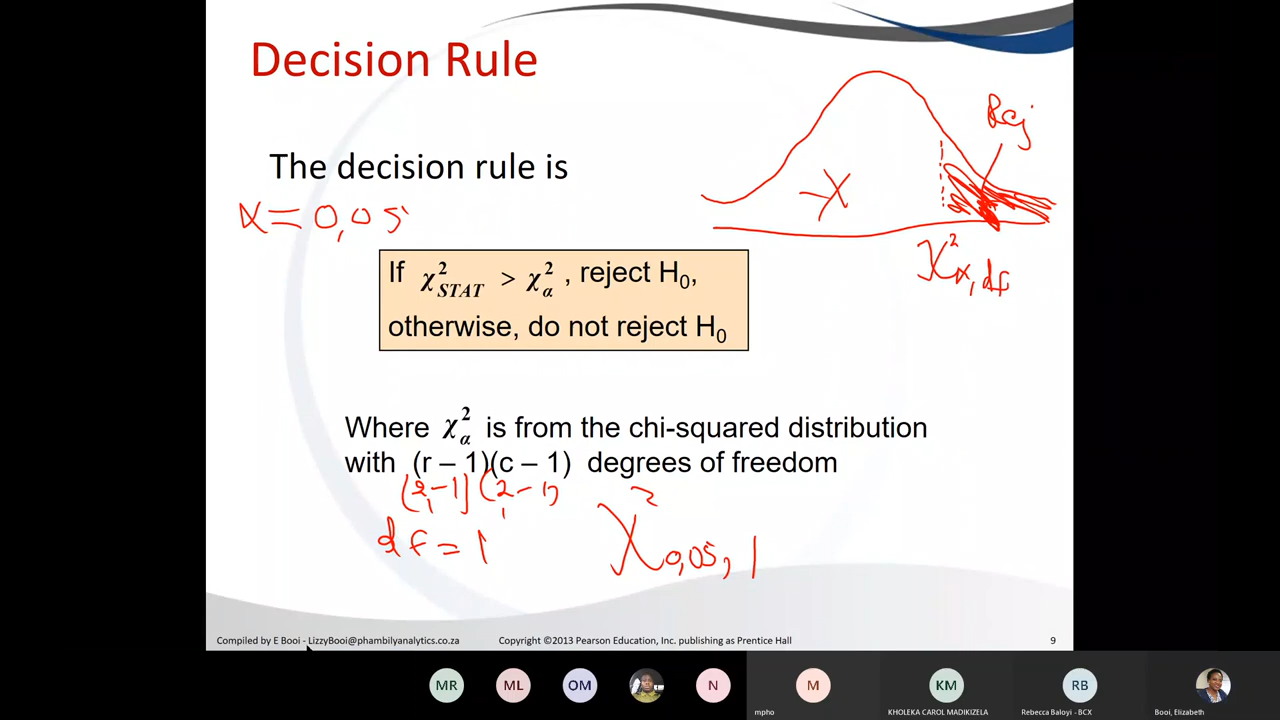 Decision Rule
Rej
The decision rule is
α = 0,05
-X
If χ²STAT > χ²α , reject H0,
otherwise, do not reject H0
χ²α, df
Where χ²α is from the chi-squared distribution
with (r – 1)(c – 1) degrees of freedom
(2-1) (2-1)
1 1
df = 1
χ²0,05, 1
Compiled by E Booi - LizzyBooi@phambilyanalytics.co.za Copyright ©2013 Pearson Education, Inc. publishing as Prentice Hall 9
MR ML OM N M KM RB
mpho KHOLEKA CAROL MADIKIZELA Rebecca Baloyi - BCX Booi, Elizabeth